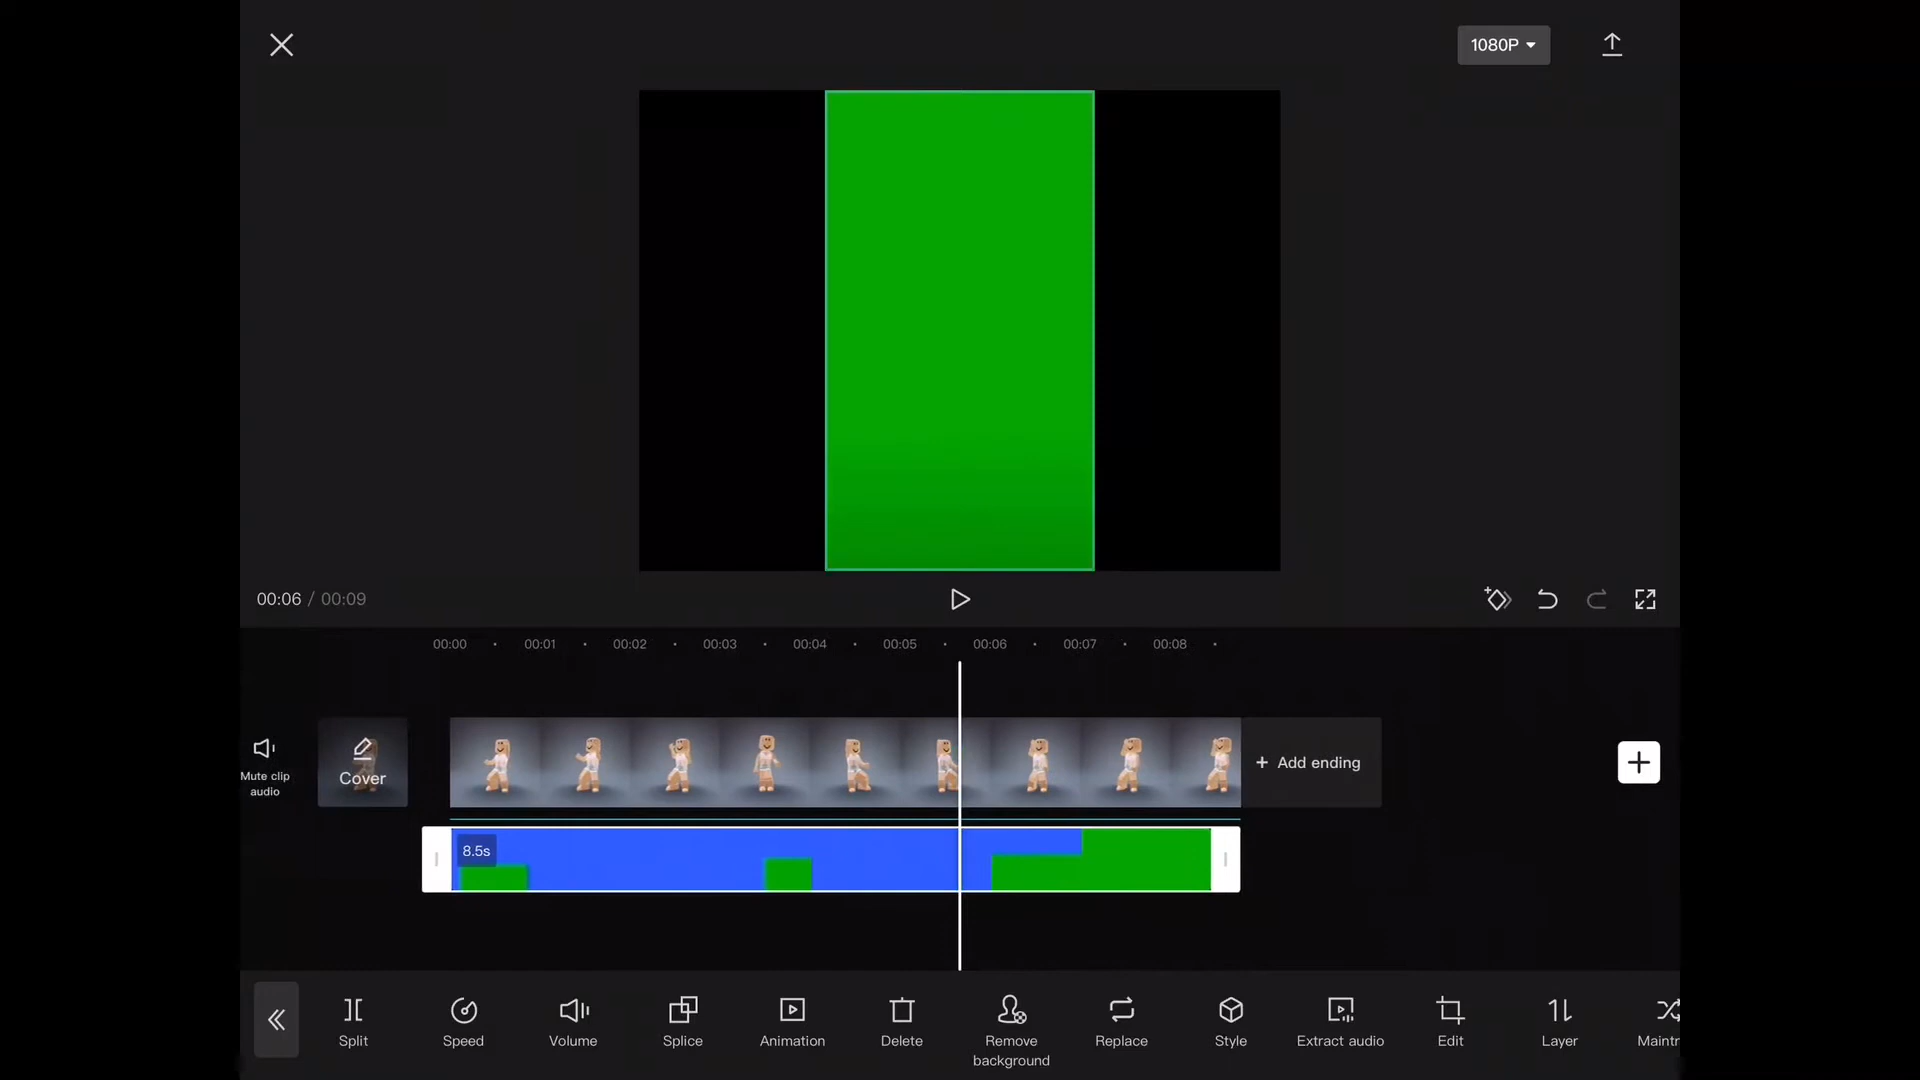 1080P
00:06 / 00:09
00:00 00:01 00:02 00:03 00:04 00:05 00:06 00:07 00:08
Mute clip
audio
Cover
+ Add ending
8.5s
Split
Speed
Volume
Splice
Animation
Delete
Remove
background
Replace
Style
Extract audio
Edit
Layer
Maintr